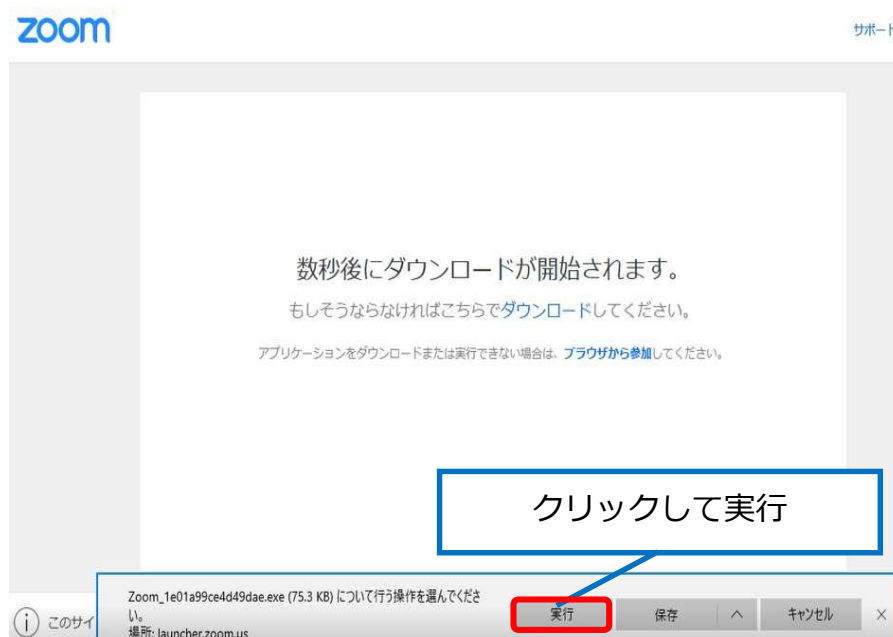 zoom
サポート
数秒後にダウンロードが開始されます。
もしそうならなければこちらでダウンロードしてください。
アプリケーションをダウンロードまたは実行できない場合は、ブラウザから参加してください。
クリックして実行
Zoom_1e01a99ce4d49dae.exe (75.3 KB) について行う操作を選んでくださ
い。
場所: launcher.zoom.us
実行
保存
キャンセル
このサイ